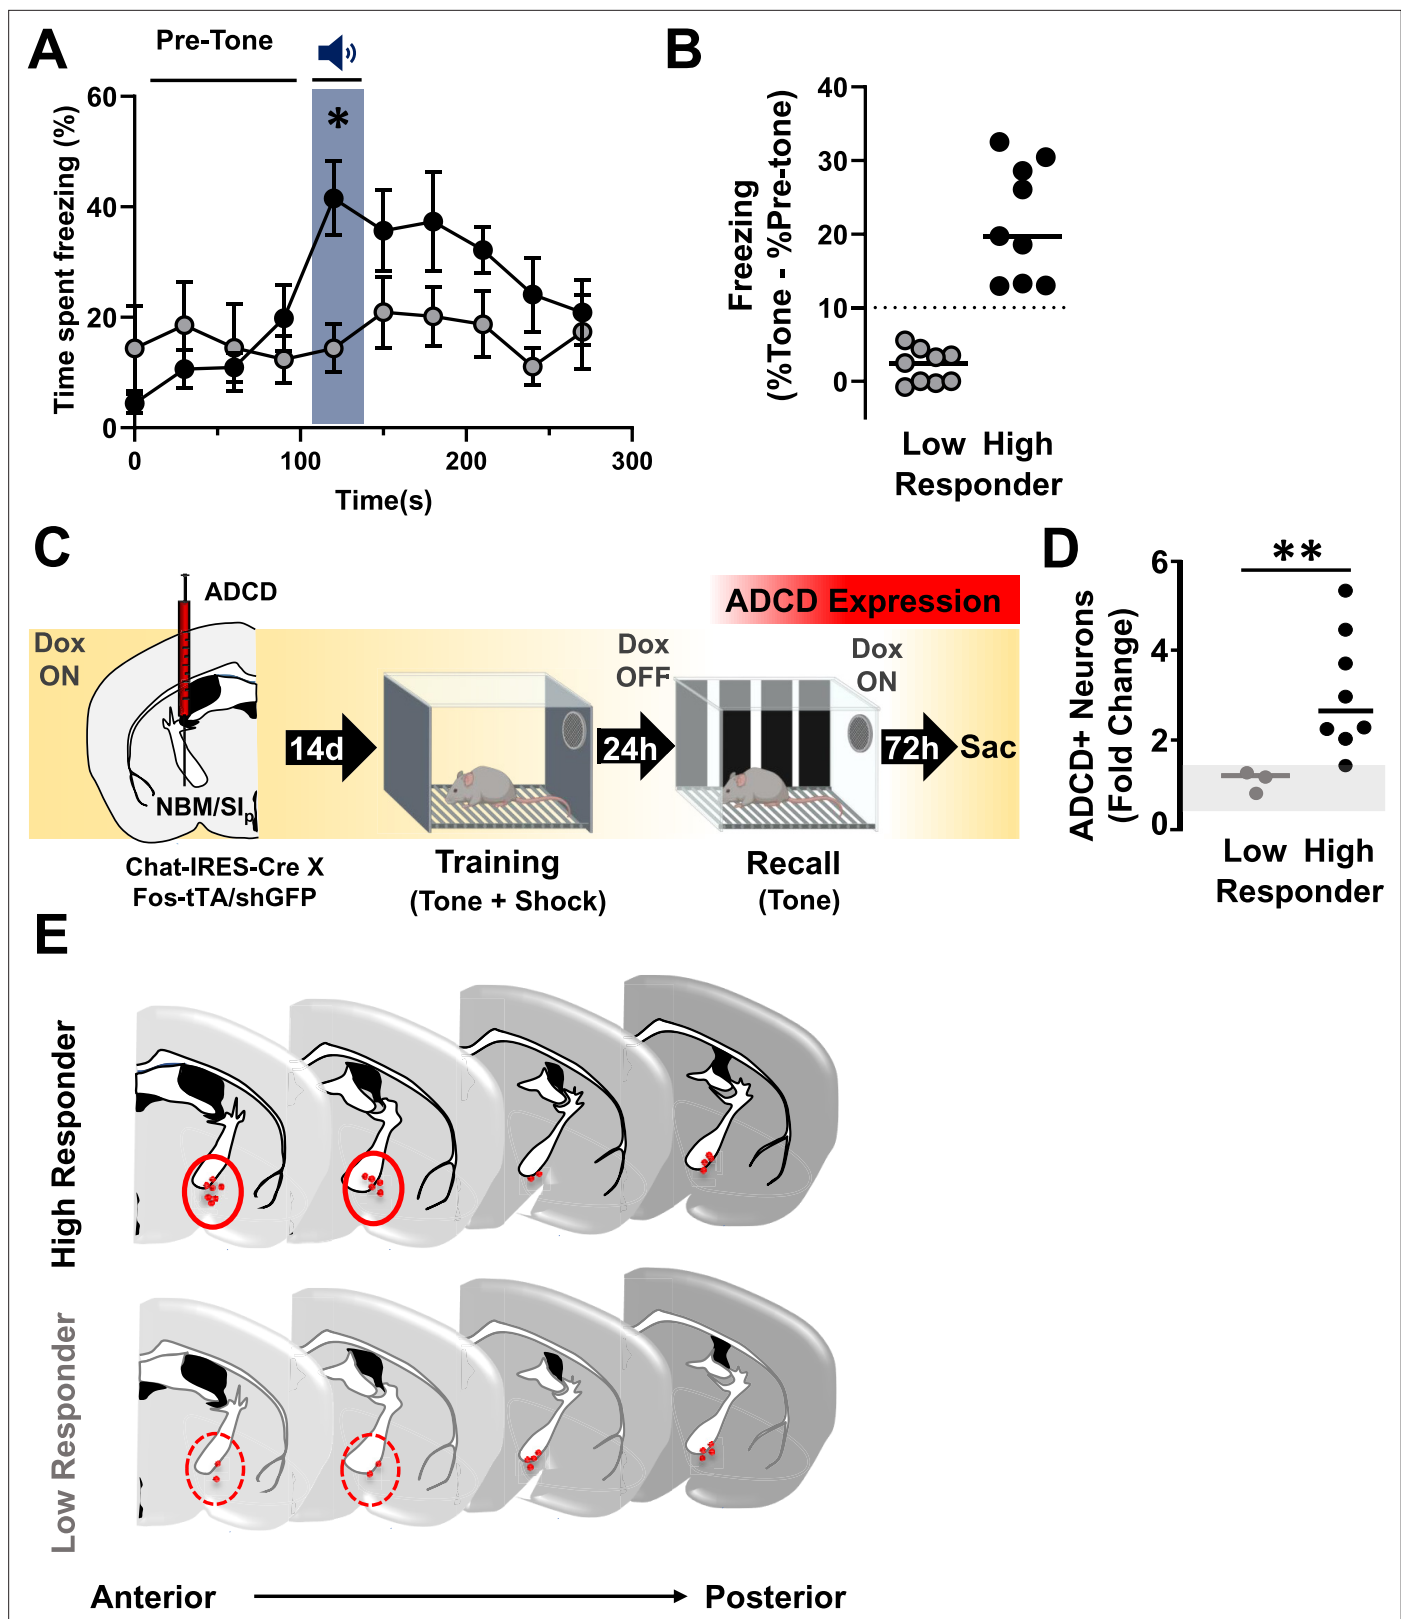 A
Pre-Tone
*
Time spent freezing (%)
60
40
20
0
0
100
200
300
Time(s)
B
Freezing
(%Tone - %Pre-tone)
40
30
20
10
0
Low High
Responder
C
ADCD
Dox
ON
NBM/SIp
Chat-IRES-Cre X
Fos-tTA/shGFP
14d
Training
(Tone + Shock)
Dox
OFF
24h
ADCD Expression
Recall
(Tone)
Dox
ON
72h
Sac
D
**
ADCD+ Neurons
(Fold Change)
6
4
2
0
Low High
Responder
E
High Responder
Low Responder
Anterior
Posterior